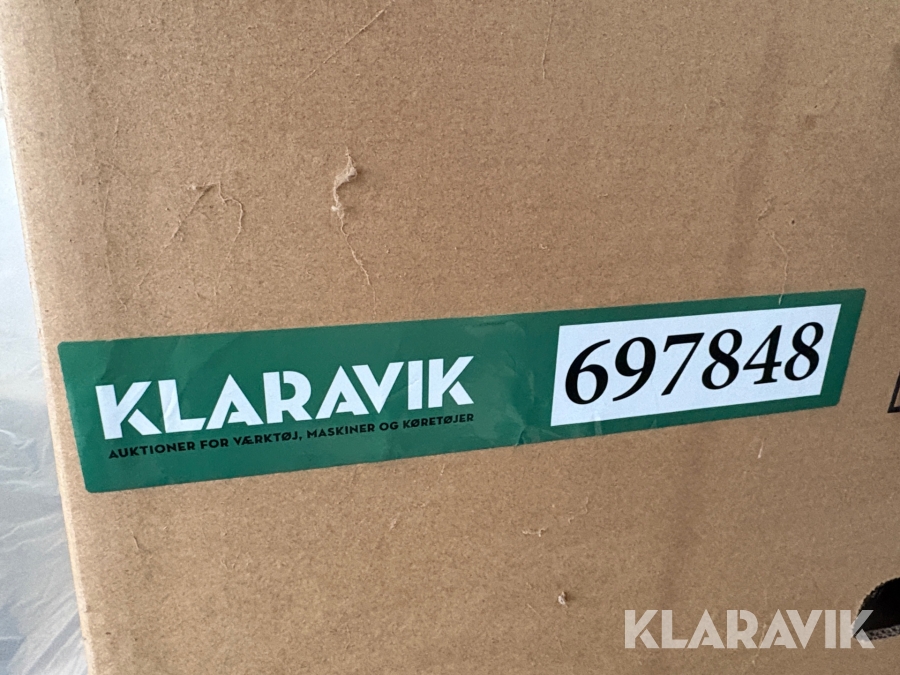 KLARAVIK
AUKTIONER FOR VÆRKTØJ, MASKINER OG KØRETØJER
697848
KLARAVIK